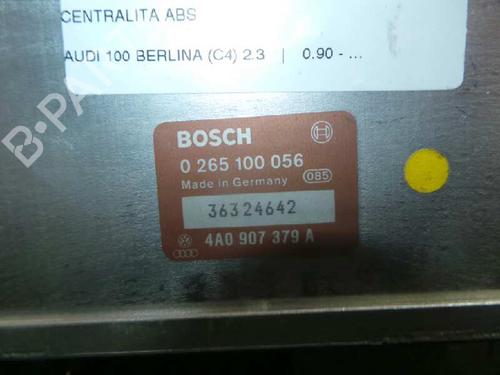 CENTRALITA ABS
AUDI 100 BERLINA (C4) 2.3 | 0.90 - ...
BOSCH
0 265 100 056
Made in Germany 085
36324642
4A0 907 379 A
B-PARTS